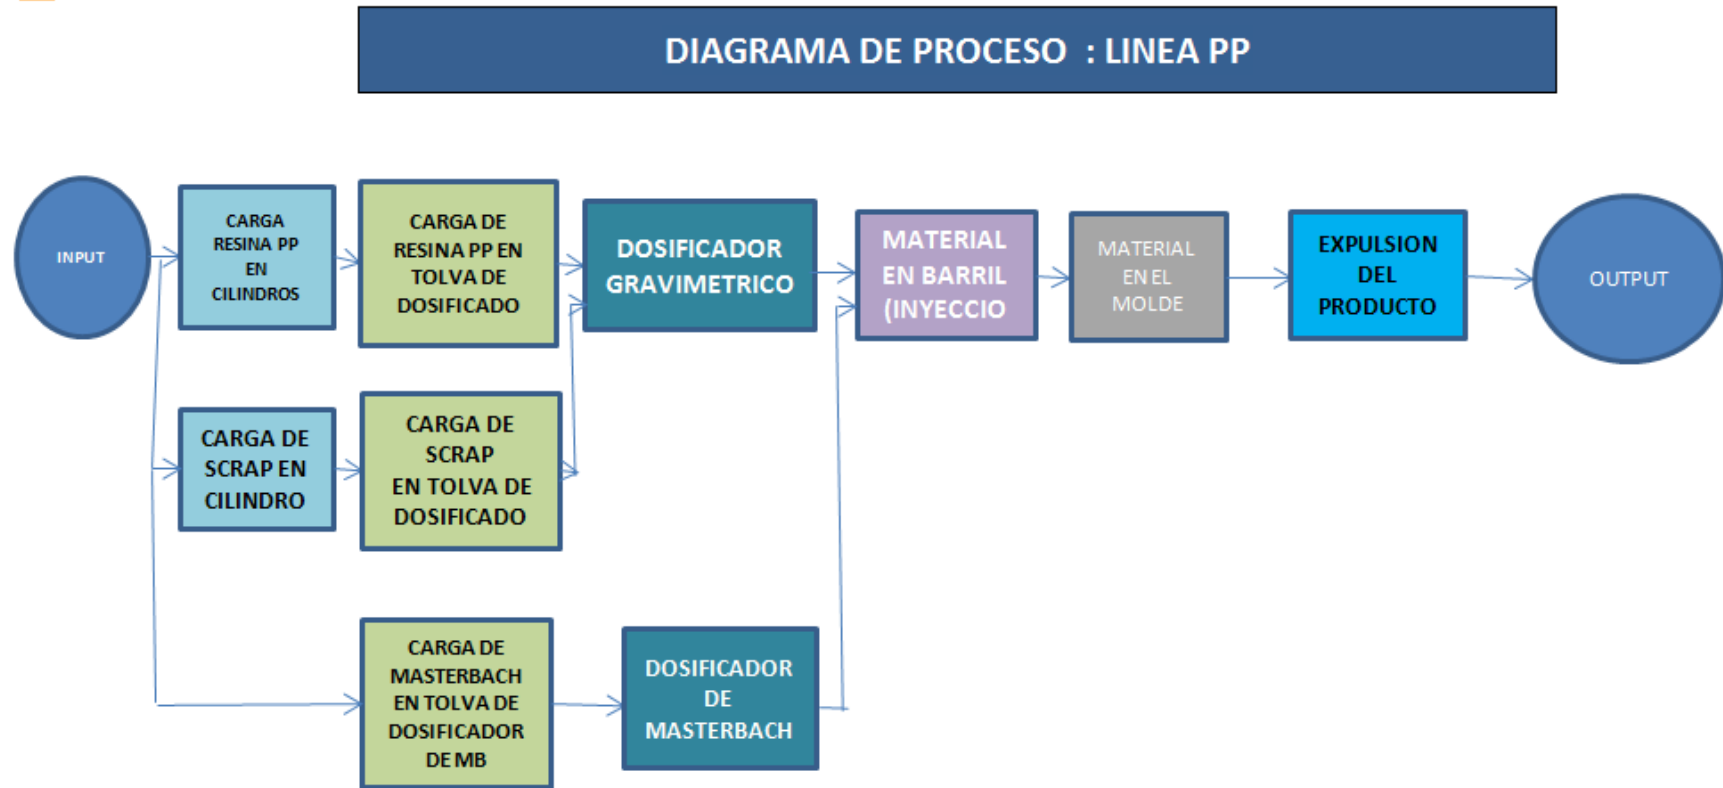 DIAGRAMA DE PROCESO : LINEA PP
INPUT
CARGA
RESINA PP
EN
CILINDROS
CARGA DE
RESINA PP EN
TOLVA DE
DOSIFICADO
DOSIFICADOR
GRAVIMETRICO
MATERIAL
EN BARRIL
(INYECCIO
MATERIAL
EN EL
MOLDE
EXPULSION
DEL
PRODUCTO
OUTPUT
CARGA DE
SCRAP EN
CILINDRO
CARGA DE
SCRAP
EN TOLVA DE
DOSIFICADO
CARGA DE
MASTERBACH
EN TOLVA DE
DOSIFICADOR
DE MB
DOSIFICADOR
DE
MASTERBACH